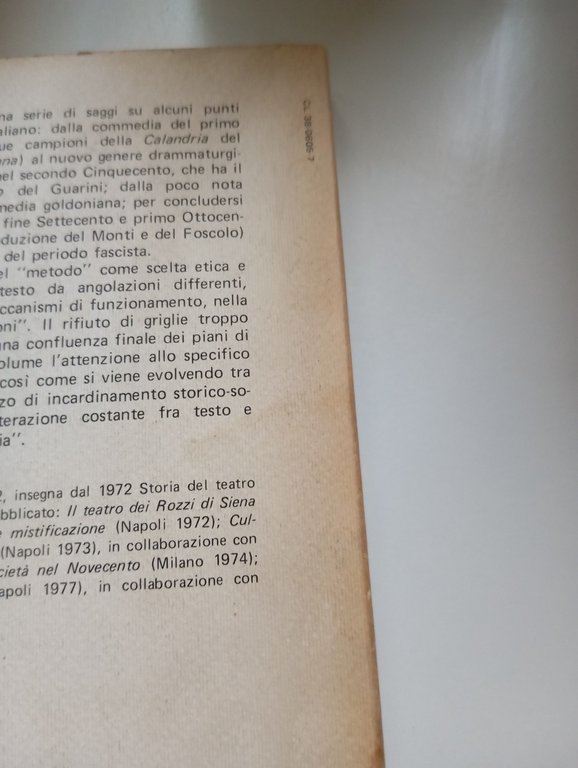 na serie di saggi su alcuni punti
aliano: dalla commedia del primo
ue campioni della Calandria del
na) al nuovo genere drammaturgi-
nel secondo Cinquecento, che ha il
o del Guarini; dalla poco nota
media goldoniana; per concludersi
fine Settecento e primo Ottocen-
duzione del Monti e del Foscolo)
del periodo fascista.
el "metodo" come scelta etica e
testo da angolazioni differenti,
ccanismi di funzionamento, nella
oni". Il rifiuto di griglie troppo
una confluenza finale dei piani di
olume l'attenzione allo specifico
così come si viene evolvendo tra
zo di incardinamento storico-so-
terazione costante fra testo e
ia".
2, insegna dal 1972 Storia del teatro
bblicato: Il teatro dei Rozzi di Siena
e mistificazione (Napoli 1972); Cul-
(Napoli 1973), in collaborazione con
cietà nel Novecento (Milano 1974);
apoli 1977), in collaborazione con
CL 36-0605-7